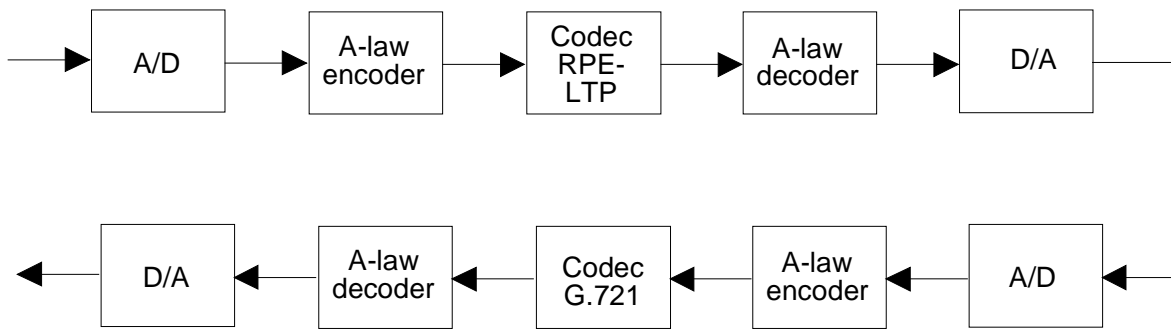 A/D
A-law
encoder
Codec
RPE-
LTP
A-law
decoder
D/A
D/A
A-law
decoder
Codec
G.721
A-law
encoder
A/D